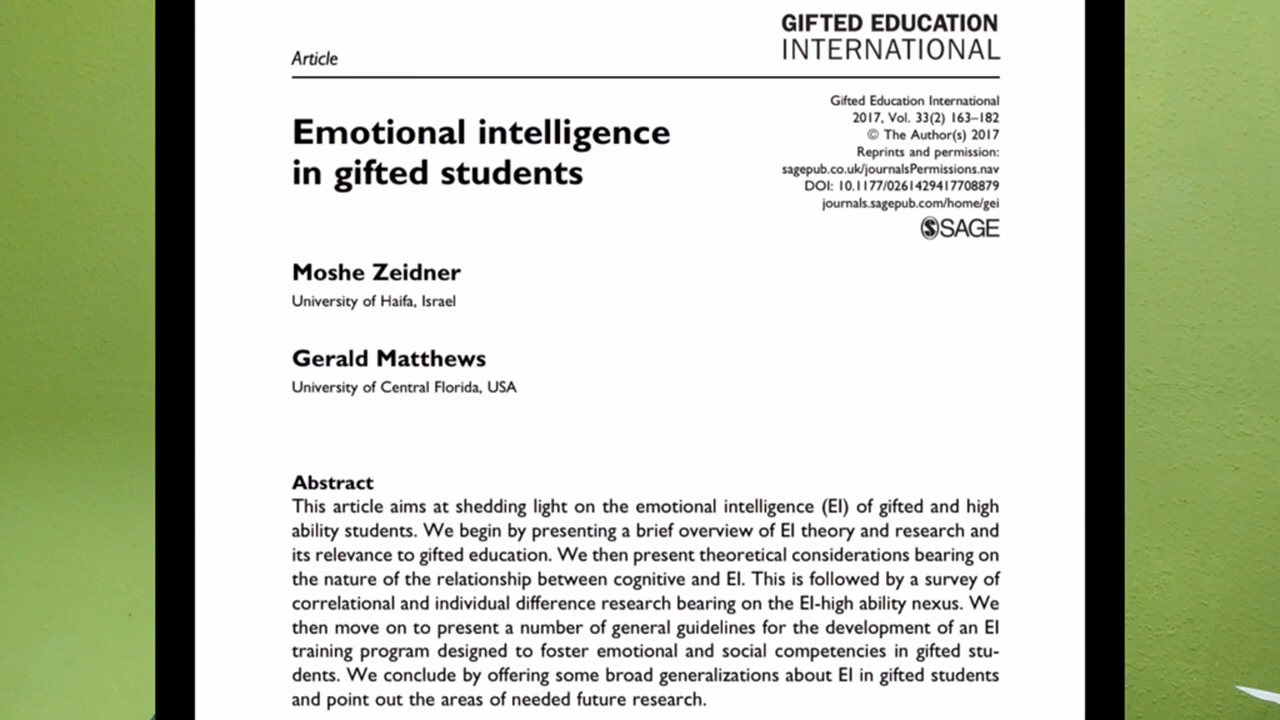 GIFTED EDUCATION
INTERNATIONAL
Article
Gifted Education International
2017, Vol. 33(2) 163–182
© The Author(s) 2017
Reprints and permission:
sagepub.co.uk/journalsPermissions.nav
DOI: 10.1177/0261429417708879
journals.sagepub.com/home/gei
SAGE
Emotional intelligence
in gifted students
Moshe Zeidner
University of Haifa, Israel
Gerald Matthews
University of Central Florida, USA
Abstract
This article aims at shedding light on the emotional intelligence (EI) of gifted and high
ability students. We begin by presenting a brief overview of EI theory and research and
its relevance to gifted education. We then present theoretical considerations bearing on
the nature of the relationship between cognitive and EI. This is followed by a survey of
correlational and individual difference research bearing on the EI-high ability nexus. We
then move on to present a number of general guidelines for the development of an EI
training program designed to foster emotional and social competencies in gifted stu-
dents. We conclude by offering some broad generalizations about EI in gifted students
and point out the areas of needed future research.